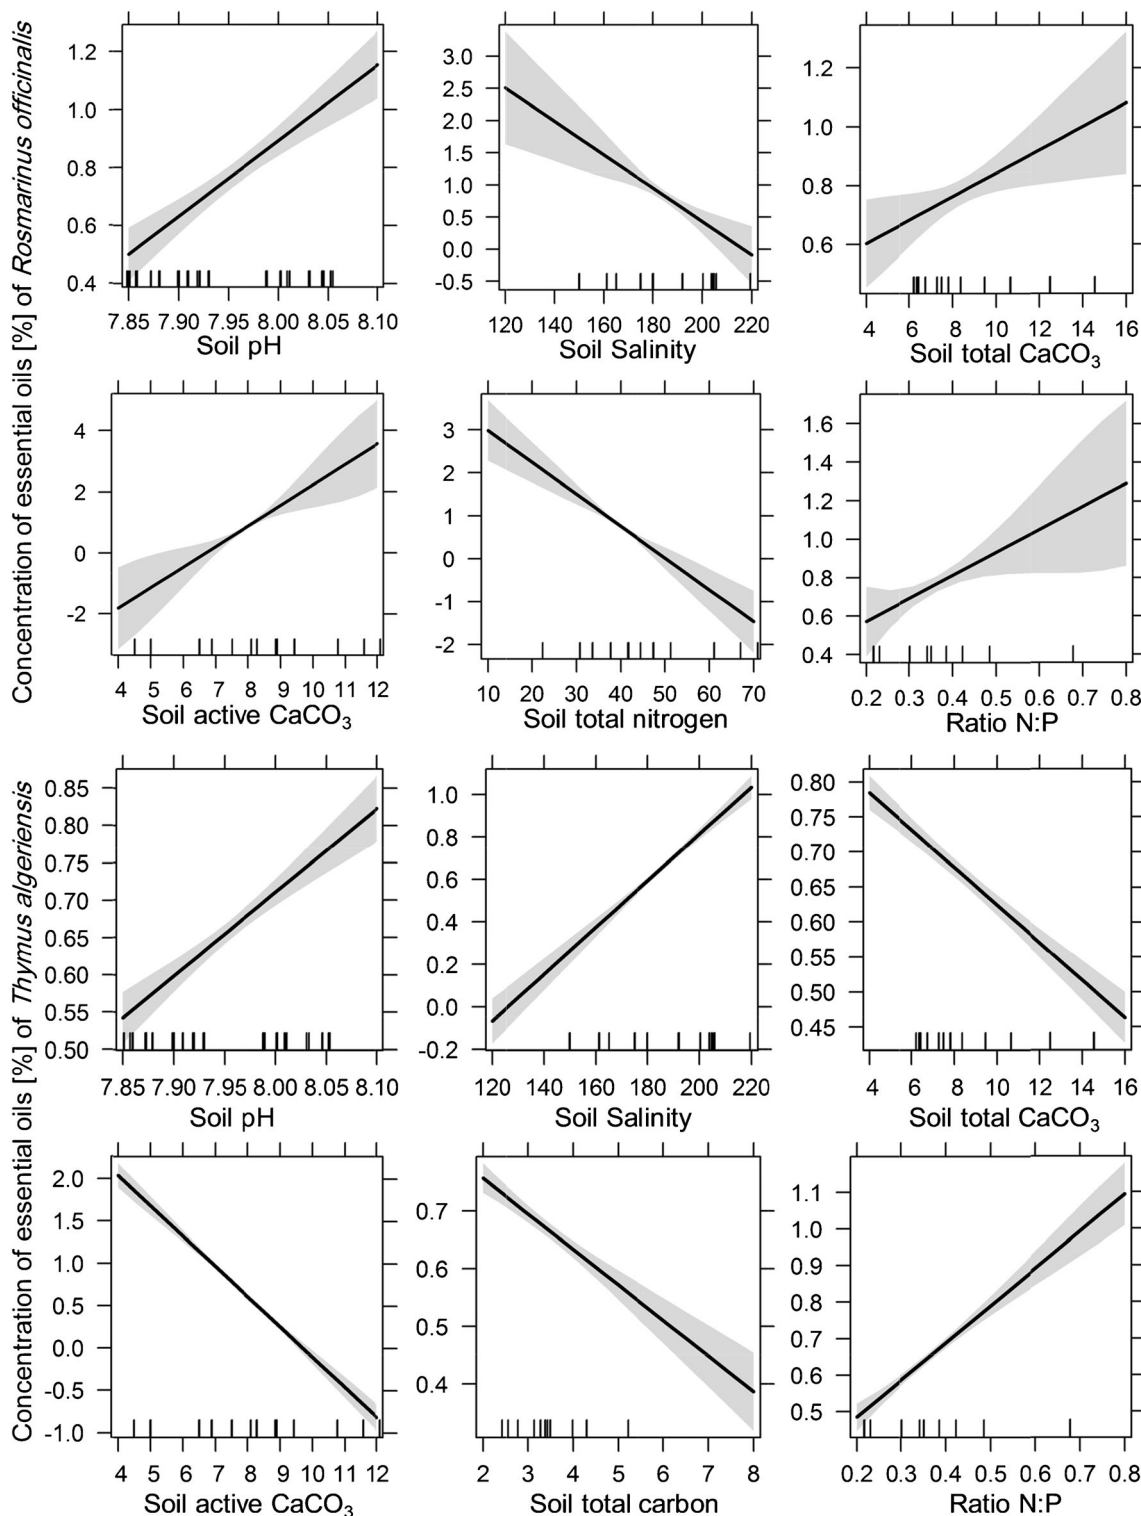 Concentration of essential oils [%] of Rosmarinus officinalis
1.2
1.0
0.8
0.6
0.4
7.85 7.90 7.95 8.00 8.05 8.10
Soil pH
3.0
2.5
2.0
1.5
1.0
0.5
0.0
-0.5
120 140 160 180 200 220
Soil Salinity
1.2
1.0
0.8
0.6
4 6 8 10 12 14 16
Soil total CaCO3
4
2
0
-2
4 5 6 7 8 9 10 11 12
Soil active CaCO3
3
2
1
0
-1
-2
10 20 30 40 50 60 70
Soil total nitrogen
1.6
1.4
1.2
1.0
0.8
0.6
0.4
0.2 0.3 0.4 0.5 0.6 0.7 0.8
Ratio N:P
Concentration of essential oils [%] of Thymus algeriensis
0.85
0.80
0.75
0.70
0.65
0.60
0.55
0.50
7.85 7.90 7.95 8.00 8.05 8.10
Soil pH
1.0
0.8
0.6
0.4
0.2
0.0
-0.2
120 140 160 180 200 220
Soil Salinity
0.80
0.75
0.70
0.65
0.60
0.55
0.50
0.45
4 6 8 10 12 14 16
Soil total CaCO3
2.0
1.5
1.0
0.5
0.0
-0.5
-1.0
4 5 6 7 8 9 10 11 12
Soil active CaCO3
0.7
0.6
0.5
0.4
2 3 4 5 6 7 8
Soil total carbon
1.1
1.0
0.9
0.8
0.7
0.6
0.5
0.2 0.3 0.4 0.5 0.6 0.7 0.8
Ratio N:P